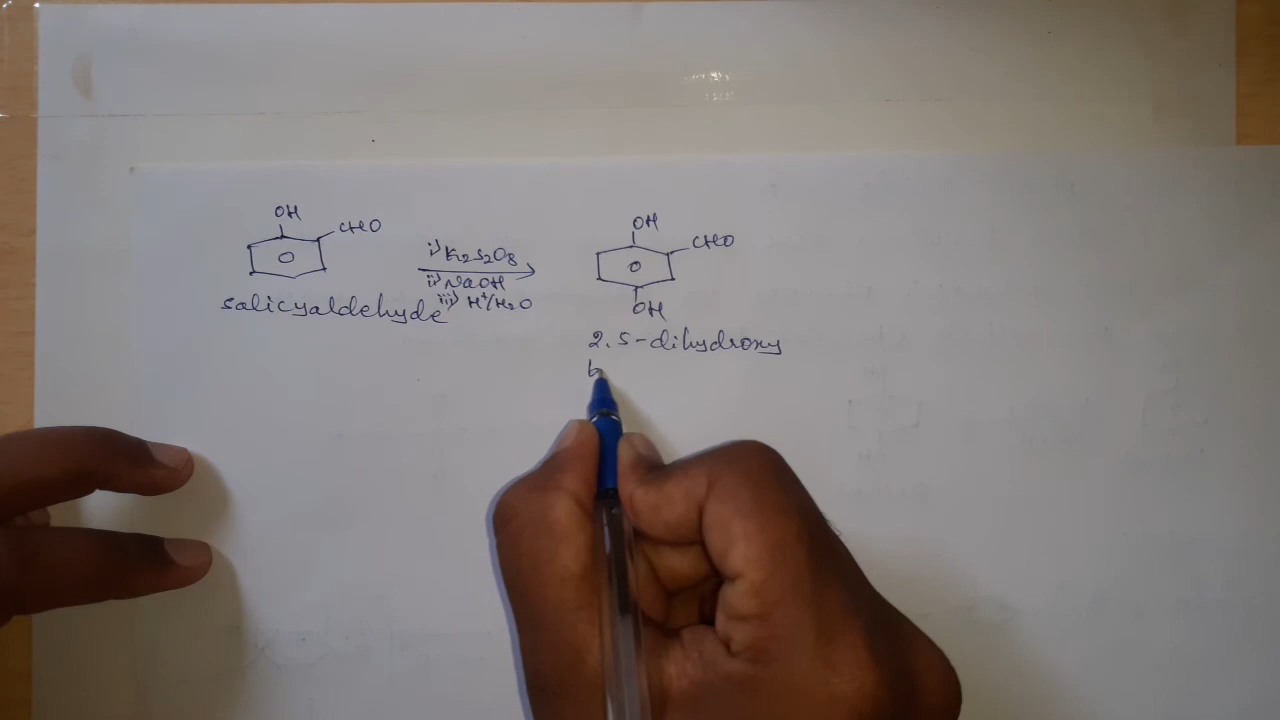 OH
CHO
i) K2S2O8
ii) NaOH
iii) H+/H2O
salicyaldehyde
OH
CHO
OH
2.5-dihydroxy
b